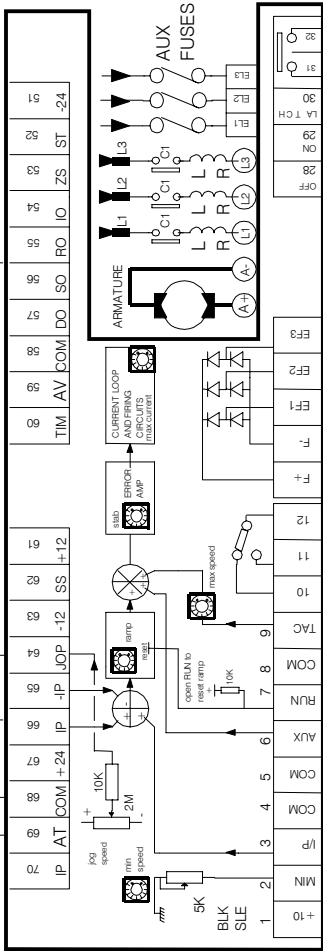 70 69 68 67 66 65 64 63 62 61
IP AT COM +24 IP -IP JOP -12 SS +12
60 59 58 57 56 55 54 53 52 51
TIM AV COM DO SO RO IO ZS ST -24
jog
speed
+
-
10K
2M
min
speed
5K
BLK
SLE
+
-
+
ramp
reset
open RUN to
reset ramp
+
10K
+
+
+
max speed
stab
ERROR
AMP
CURRENT LOOP
AND FIRING
CIRCUITS
max current
ARMATURE
A+
A-
L1 L2 L3
C1 C1 C1
L L L
R R R
L1 L2 L3
AUX
FUSES
EL1 EL2 EL3
1 2 3 4 5 6 7 8 9
+10 MIN I/P COM COM AUX RUN COM TAC
10 11 12
F+ F- EF1 EF2 EF3
OFF ON LATCH
28 29 30
31 32